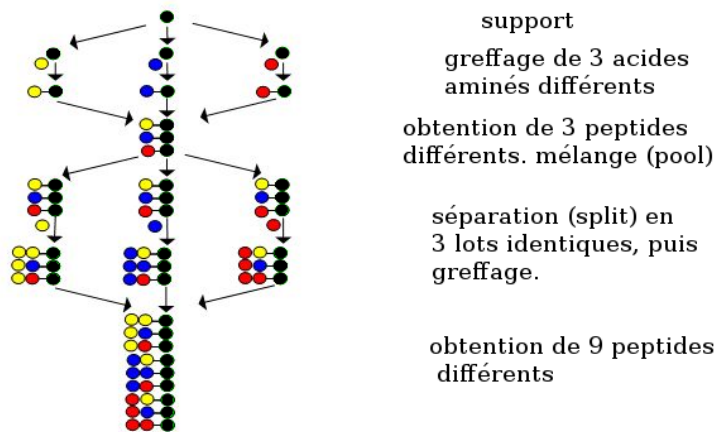 support
greffage de 3 acides
aminés différents
obtention de 3 peptides
différents. mélange (pool)
séparation (split) en
3 lots identiques, puis
greffage.
obtention de 9 peptides
différents